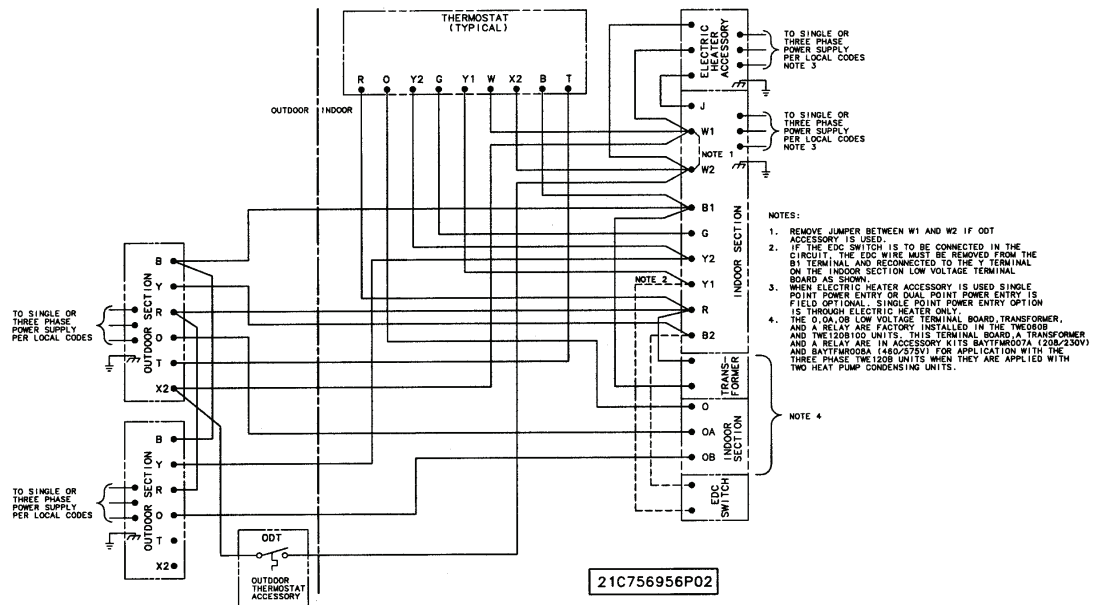 THERMOSTAT
(TYPICAL)
R O Y2 G Y1 W X2 B T
OUTDOOR INDOOR
ELECTRIC
HEATER
ACCESSORY
TO SINGLE OR
THREE PHASE
POWER SUPPLY
PER LOCAL CODES
NOTE 3
J
W1
NOTE 1
W2
B1
G
Y2
NOTE 2
Y1
R
B2
INDOOR SECTION
TO SINGLE OR
THREE PHASE
POWER SUPPLY
PER LOCAL CODES
NOTE 3
TRANS-
FORMER
O
OA
OB
INDOOR
SECTION
NOTE 4
EDC
SWITCH
NOTES:
1. REMOVE JUMPER BETWEEN W1 AND W2 IF ODT
ACCESSORY IS USED.
2. IF THE EDC SWITCH IS TO BE CONNECTED IN THE
CIRCUIT, THE EDC WIRE MUST BE REMOVED FROM THE
B1 TERMINAL AND RECONNECTED TO THE Y TERMINAL
ON THE INDOOR SECTION LOW VOLTAGE TERMINAL
BOARD AS SHOWN.
3. WHEN ELECTRIC HEATER ACCESSORY IS USED SINGLE
POINT POWER ENTRY OR DUAL POINT POWER ENTRY IS
FIELD OPTIONAL. SINGLE POINT POWER ENTRY OPTION
IS THROUGH ELECTRIC HEATER ONLY.
4. THE O,OA,OB LOW VOLTAGE TERMINAL BOARD,TRANSFORMER,
AND A RELAY ARE FACTORY INSTALLED IN THE TWE060B
AND TWE120B100 UNITS. THIS TERMINAL BOARD,A TRANSFORMER
AND A RELAY ARE IN ACCESSORY KITS BAYTFMR007A (208/230V)
AND BAYTFMR008A (460/575V) FOR APPLICATION WITH THE
THREE PHASE TWE120B UNITS WHEN THEY ARE APPLIED WITH
TWO HEAT PUMP CONDENSING UNITS.
TO SINGLE OR
THREE PHASE
POWER SUPPLY
PER LOCAL CODES
OUTDOOR SECTION
B
Y
R
O
T
X2
TO SINGLE OR
THREE PHASE
POWER SUPPLY
PER LOCAL CODES
OUTDOOR SECTION
B
Y
R
O
T
X2
ODT
OUTDOOR
THERMOSTAT
ACCESSORY
21C756956P02